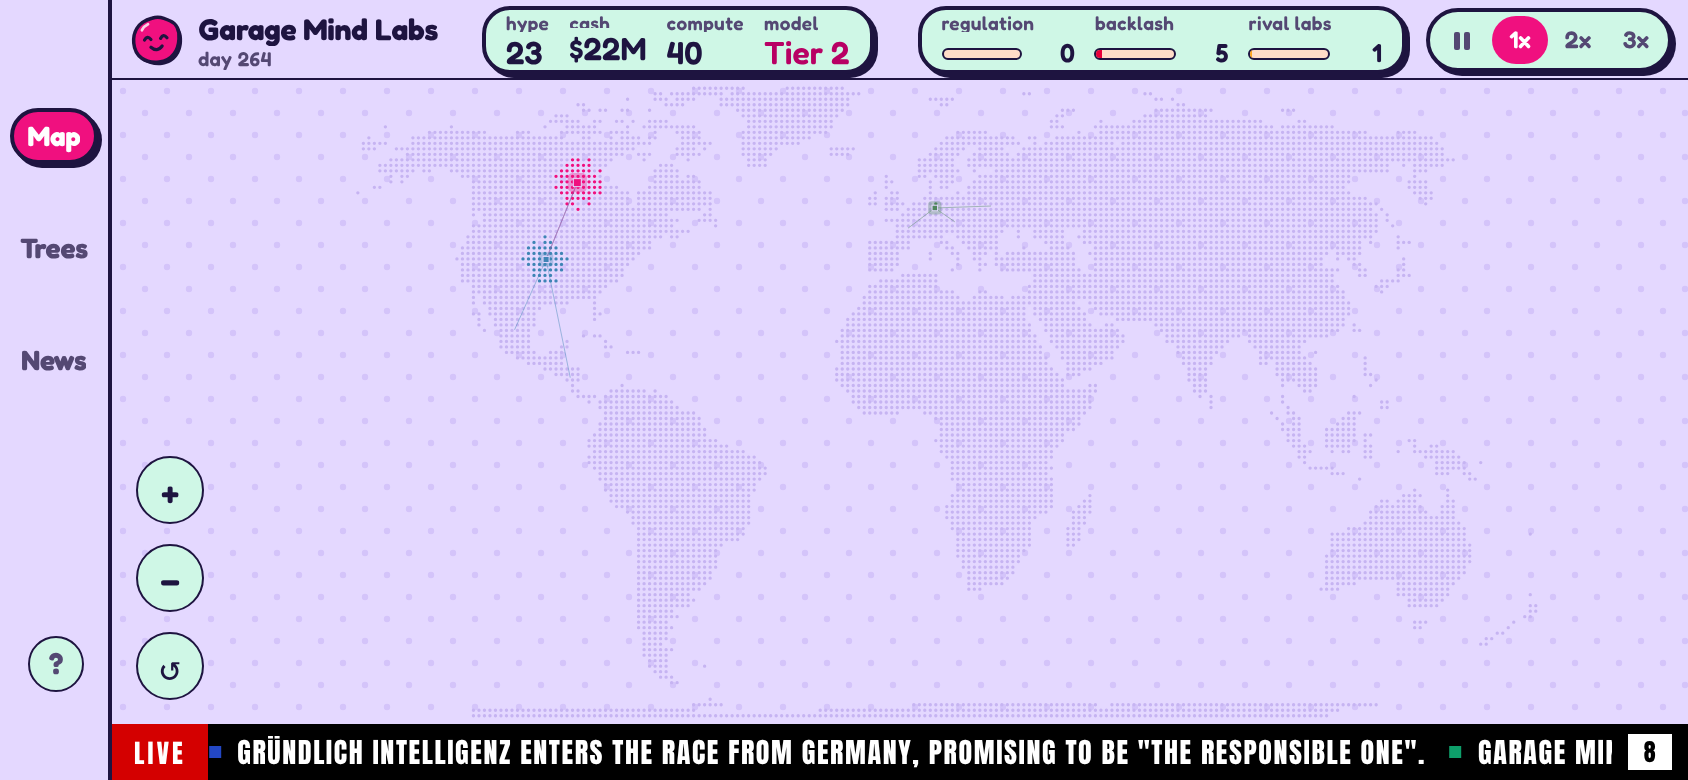 Garage Mind Labs
day 264
hype cash compute model
23 $22M 40 Tier 2
regulation backlash rival labs
0 5 1
1x 2x 3x
Map
Trees
News
+
−
↺
?
LIVE GRÜNDLICH INTELLIGENZ ENTERS THE RACE FROM GERMANY, PROMISING TO BE "THE RESPONSIBLE ONE". GARAGE 8